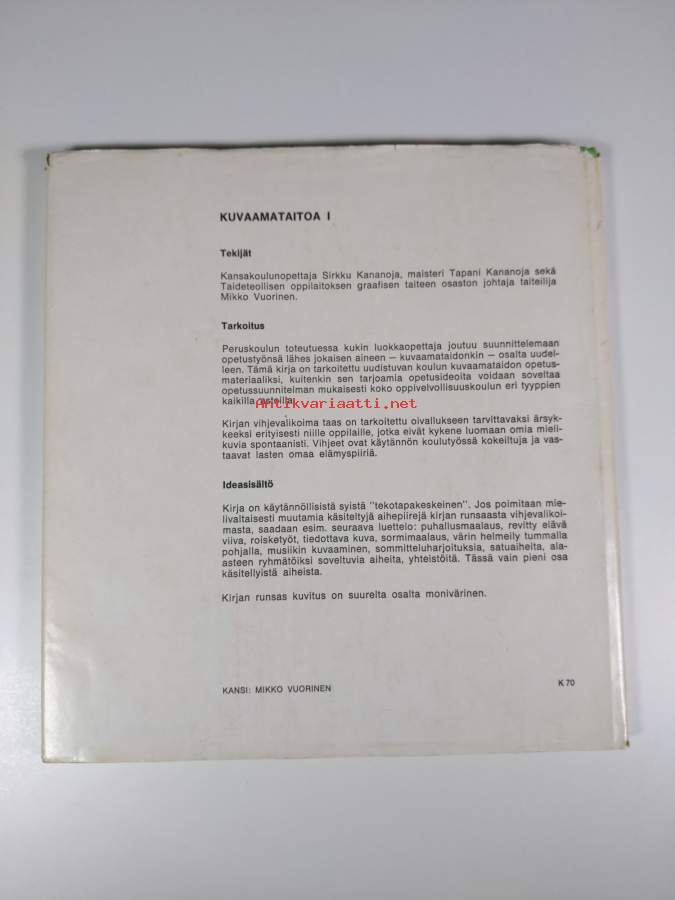 KUVAAMATAITOA I
Tekijät
Kansakoulunopettaja Sirkku Kananoja, maisteri Tapani Kananoja sekä
Taideteollisen oppilaitoksen graafisen taiteen osaston johtaja taiteilija
Mikko Vuorinen.
Tarkoitus
Peruskoulun toteutuessa kukin luokkaopettaja joutuu suunnittelemaan
opetustyönsä lähes jokaisen aineen — kuvaamataidonkin — osalta uudel-
leen. Tämä kirja on tarkoitettu uudistuvan koulun kuvaamataidon opetus-
materiaaliksi, kuitenkin sen tarjoamia opetusideoita voidaan soveltaa
opetussuunnitelman mukaisesti koko oppivelvollisuuskoulun eri tyyppien
kaikilla asteilla.
Antikvariaatti.net
Kirjan vihjevalikoima taas on tarkoitettu oivallukseen tarvittavaksi ärsyk-
keeksi erityisesti niille oppilaille, jotka eivät kykene luomaan omia mieli-
kuvia spontaanisti. Vihjeet ovat käytännön koulutyössä kokeiltuja ja vas-
taavat lasten omaa elämyspiiriä.
Ideasisältö
Kirja on käytännöllisistä syistä "tekotapakeskeinen". Jos poimitaan mie-
livaltaisesti muutamia käsiteltyjä aihepiirejä kirjan runsaasta vihjevalikoi-
masta, saadaan esim. seuraava luettelo: puhallusmaalaus, revitty elävä
viiva, roisketyöt, tiedottava kuva, sormimaalaus, värin helmeily tummalla
pohjalla, musiikin kuvaaminen, sommitteluharjoituksia, satuaiheita, ala-
asteen ryhmätöiksi soveltuvia aiheita, yhteistöitä. Tässä vain pieni osa
käsitellyistä aiheista.
Kirjan runsas kuvitus on suurelta osalta monivärinen.
KANSI: MIKKO VUORINEN
K 70